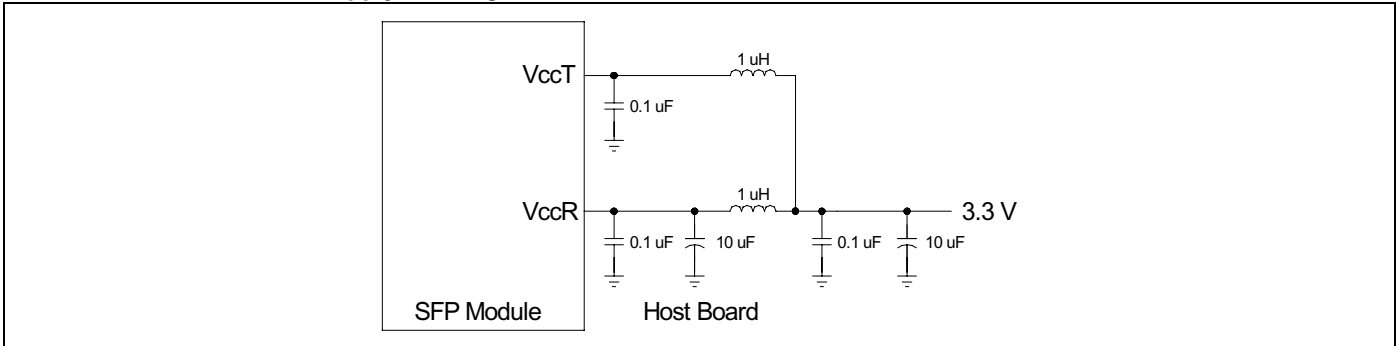 1 uH
VccT
0.1 uF
1 uH
VccR
3.3 V
0.1 uF
10 uF
0.1 uF
10 uF
SFP Module
Host Board